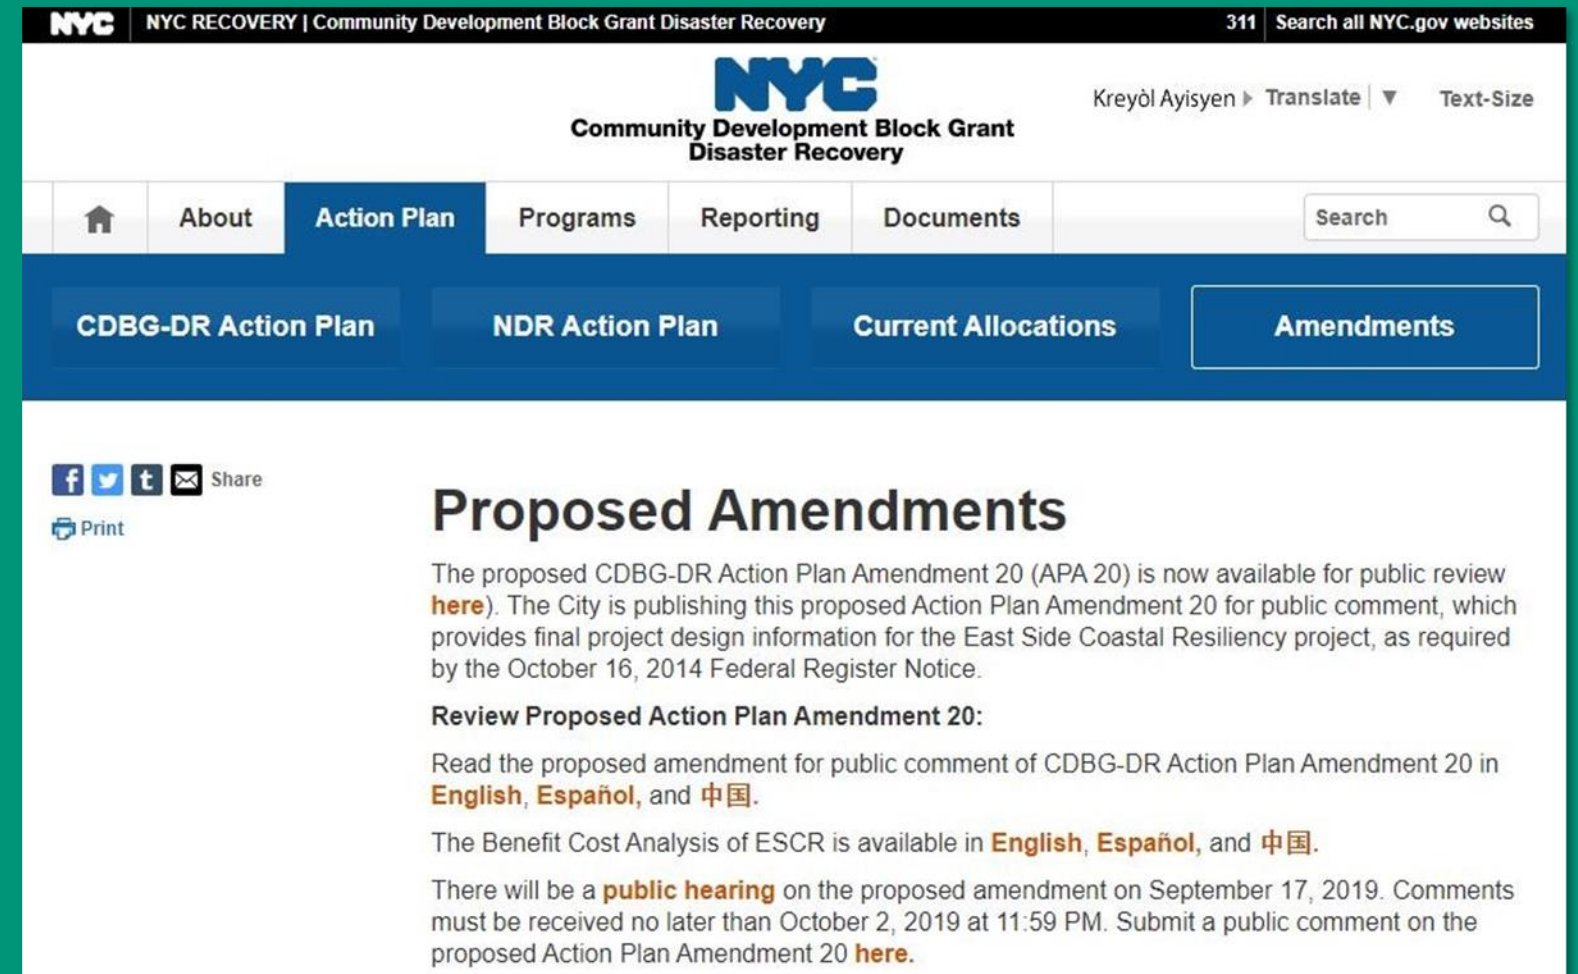 NYC NYC RECOVERY | Community Development Block Grant Disaster Recovery 311 Search all NYC.gov websites
NYC
Community Development Block Grant
Disaster Recovery
Kreyòl Ayisyen Translate ▼ Text-Size
About Action Plan Programs Reporting Documents Search
CDBG-DR Action Plan NDR Action Plan Current Allocations Amendments
Share
Print
Proposed Amendments
The proposed CDBG-DR Action Plan Amendment 20 (APA 20) is now available for public review
here). The City is publishing this proposed Action Plan Amendment 20 for public comment, which
provides final project design information for the East Side Coastal Resiliency project, as required
by the October 16, 2014 Federal Register Notice.
Review Proposed Action Plan Amendment 20:
Read the proposed amendment for public comment of CDBG-DR Action Plan Amendment 20 in
English, Español, and 中国.
The Benefit Cost Analysis of ESCR is available in English, Español, and 中国.
There will be a public hearing on the proposed amendment on September 17, 2019. Comments
must be received no later than October 2, 2019 at 11:59 PM. Submit a public comment on the
proposed Action Plan Amendment 20 here.